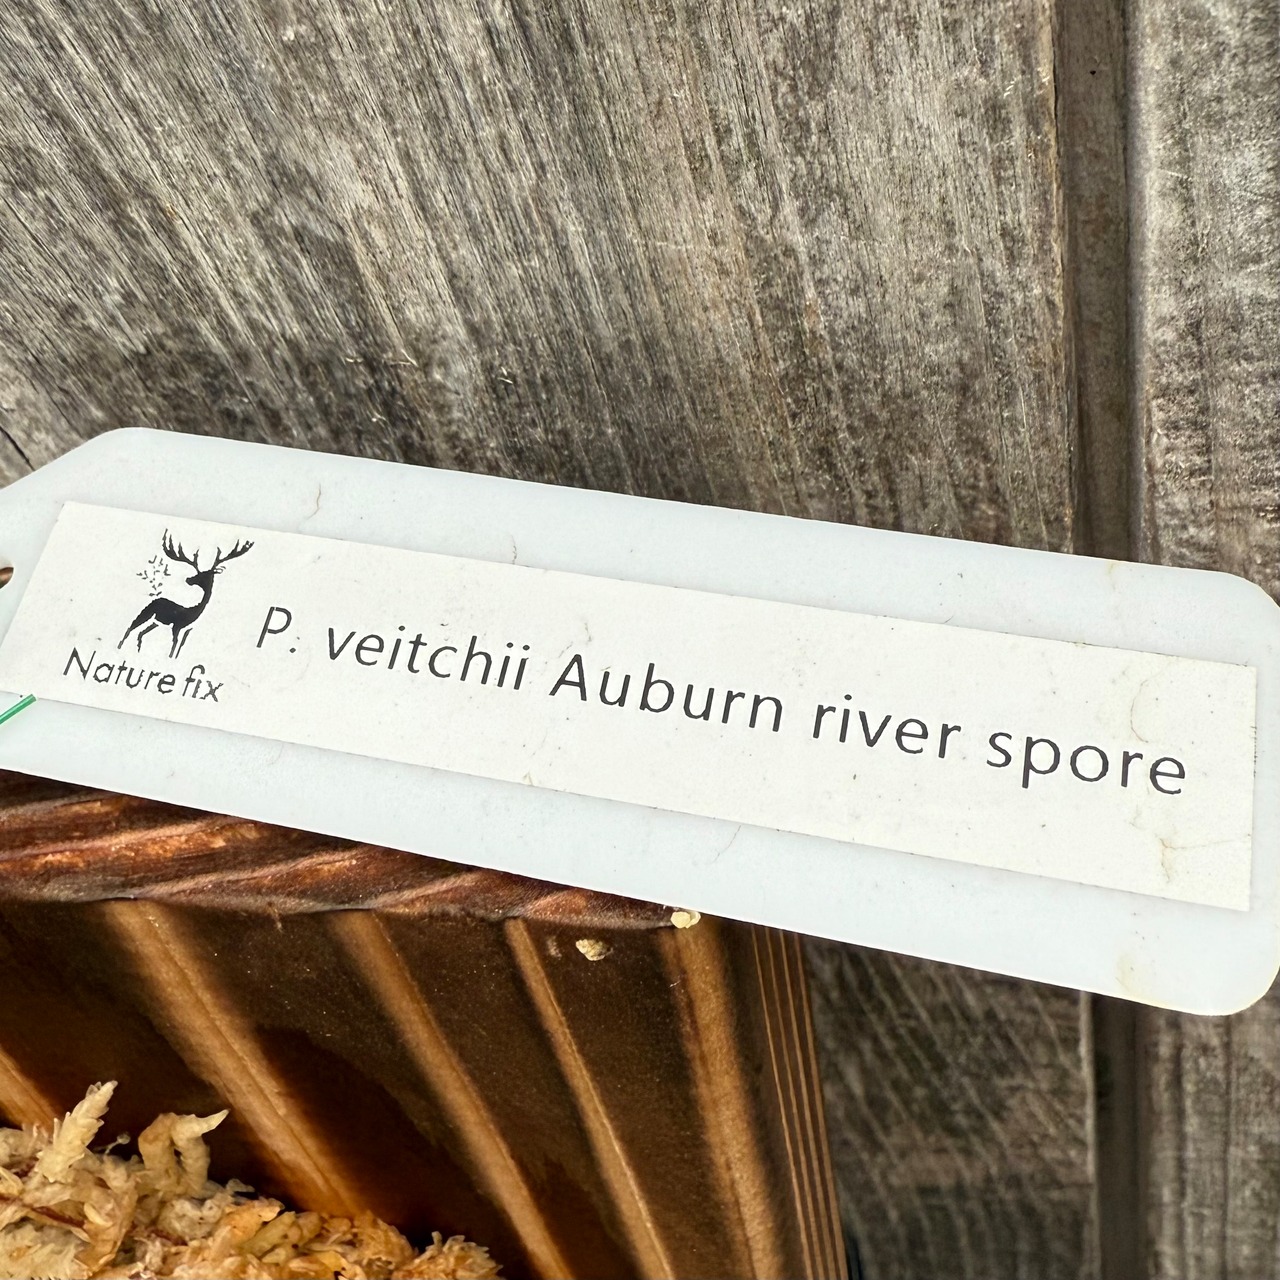 Nature fix
P. veitchii Auburn river spore